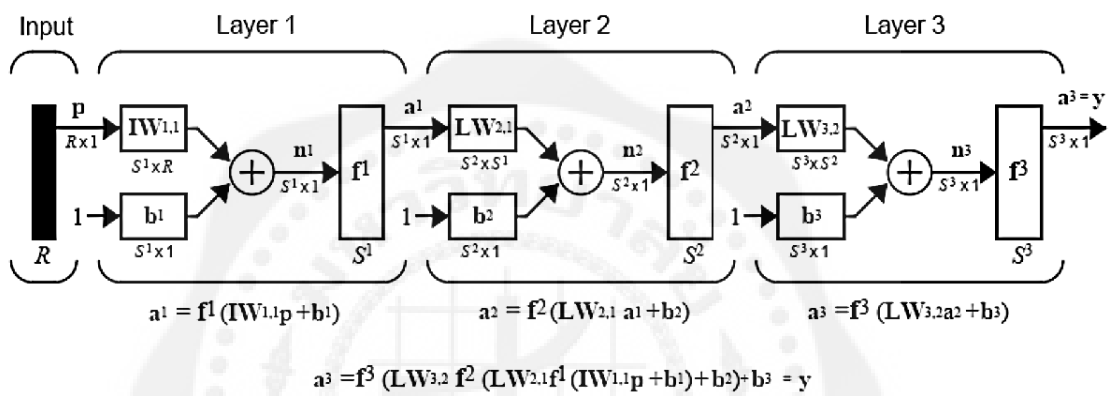 Input Layer 1 Layer 2 Layer 3
p a¹ a² a³ = y
IW1,1 LW2,1 LW3,2
R x 1 S¹ x 1 S² x 1 S³ x 1
S¹ x R n¹ S² x S¹ n² S³ x S² n³
+ f¹ + f² + f³
S¹ x 1 S² x 1 S³ x 1
1 b¹ 1 b² 1 b³
R S¹ x 1 S¹ S² x 1 S² S³ x 1 S³
a¹ = f¹ (IW1,1p +b¹) a² = f² (LW2,1 a¹+b²) a³ =f³ (LW3,2a²+b³)
a³ =f³ (LW3,2 f² (LW2,1f¹ (IW1,1p +b¹)+b²)+b³ = y